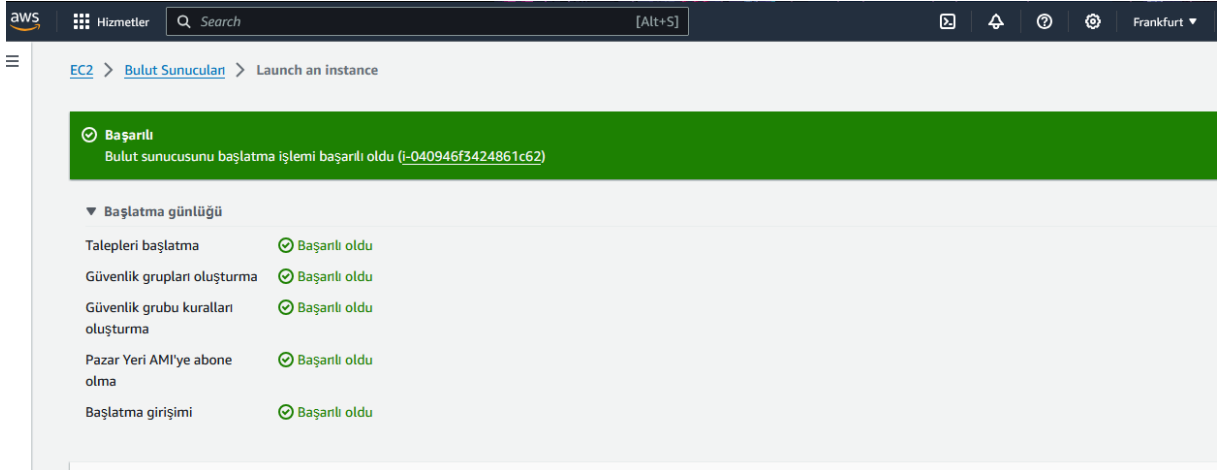 aws
Hizmetler
Search
[Alt+S]
Frankfurt
EC2 > Bulut Sunucuları > Launch an instance
Başarılı
Bulut sunucusunu başlatma işlemi başarılı oldu (i-040946f3424861c62)
Başlatma günlüğü
Talepleri başlatma Başarılı oldu
Güvenlik grupları oluşturma Başarılı oldu
Güvenlik grubu kuralları Başarılı oldu
oluşturma
Pazar Yeri AMI'ye abone Başarılı oldu
olma
Başlatma girişimi Başarılı oldu